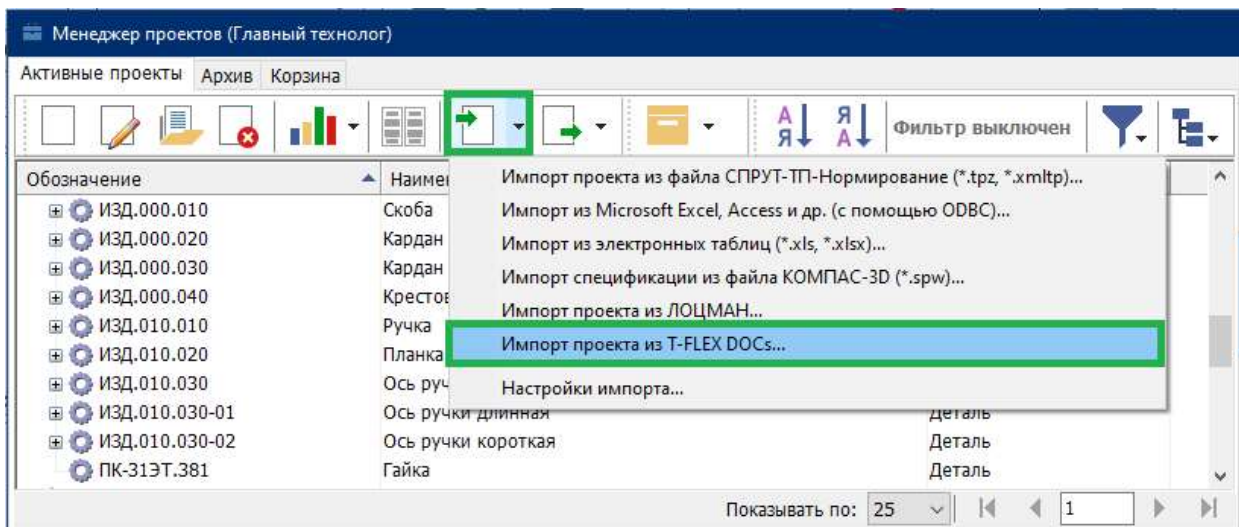 Менеджер проектов (Главный технолог)
Активные проекты Архив Корзина
А Я Я А Фильтр выключен
Обозначение
ИЗД.000.010 Скоба
ИЗД.000.020 Кардан
ИЗД.000.030 Кардан
ИЗД.000.040
ИЗД.010.010 Ручка
ИЗД.010.020 Планка
ИЗД.010.030 Ось
ИЗД.010.030-01 Ось ручки длинная Деталь
ИЗД.010.030-02 Ось ручки короткая Деталь
ПК-31ЭТ.381 Гайка Деталь
Импорт проекта из файла СПРУТ-ТП-Нормирование (*.tpz, *.xmltp)...
Импорт из Microsoft Excel, Access и др. (с помощью ODBC)...
Импорт из электронных таблиц (*.xls, *.xlsx)...
Импорт спецификации из файла КОМПАС-3D (*.spw)...
Импорт проекта из ЛОЦМАН...
Импорт проекта из T-FLEX DOCs...
Настройки импорта...
Показывать по: 25 1